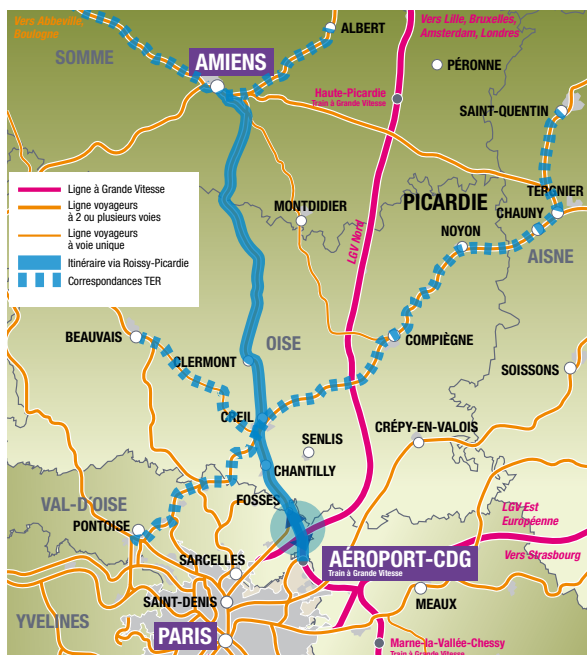 Vers Abbeville,
Boulogne
SOMME
AMIENS
ALBERT
Vers Lille, Bruxelles,
Amsterdam, Londres
PÉRONNE
Haute-Picardie
Train à Grande Vitesse
SAINT-QUENTIN
Ligne à Grande Vitesse
Ligne voyageurs
à 2 ou plusieurs voies
Ligne voyageurs
à voie unique
Itinéraire via Roissy-Picardie
Correspondances TER
MONTDIDIER
PICARDIE
TERGNIER
CHAUNY
NOYON
AISNE
LGV Nord
BEAUVAIS
CLERMONT
OISE
COMPIÈGNE
SOISSONS
CREIL
SENLIS
CRÉPY-EN-VALOIS
CHANTILLY
FOSSES
VAL-D'OISE
PONTOISE
LGV Est
Européenne
Vers Strasbourg
SARCELLES
AÉROPORT-CDG
Train à Grande Vitesse
SAINT-DENIS
MEAUX
YVELINES
PARIS
Marne-la-Vallée-Chessy
Train à Grande Vitesse